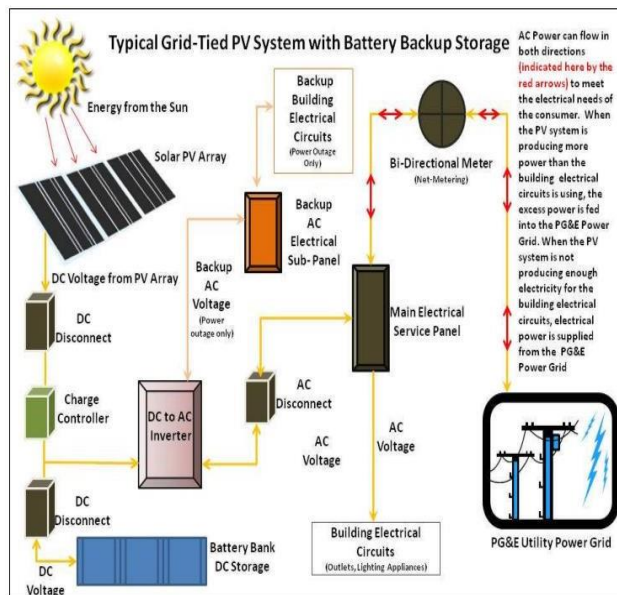 Typical Grid-Tied PV System with Battery Backup Storage
AC Power can flow in
both directions
(indicated here by the
red arrows) to meet
the electrical needs of
the consumer. When
the PV system is
producing more
power than the
building electrical
circuits is using, the
excess power is fed
into the PG&E Power
Grid. When the PV
system is not
producing enough
electricity for the
building electrical
circuits, electrical
power is supplied
from the PG&E
Power Grid
Energy from the Sun
Solar PV Array
DC Voltage from PV Array
DC
Disconnect
Charge
Controller
DC
Disconnect
DC
Voltage
Battery Bank
DC Storage
DC to AC
Inverter
Backup
AC
Voltage
(Power
outage only)
Backup
Building
Electrical
Circuits
(Power Outage
Only)
Backup
AC
Electrical
Sub- Panel
AC
Disconnect
Bi-Directional Meter
(Net-Metering)
Main Electrical
Service Panel
AC
Voltage
AC
Voltage
Building Electrical
Circuits
(Outlets, Lighting Appliances)
PG&E Utility Power Grid